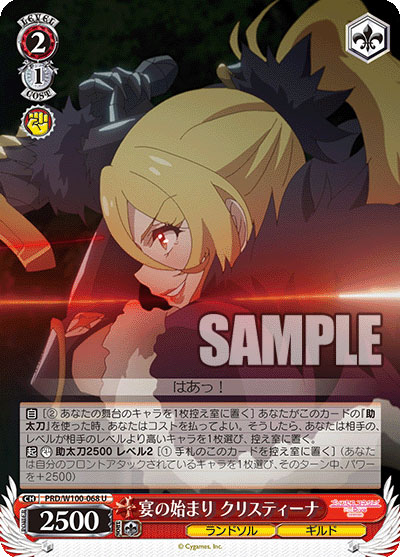 LEVEL
2
1
COST
SAMPLE
はあっ!
【自】[② あなたの舞台のキャラを1枚控え室に置く] あなたがこのカードの『助
太刀』を使った時、あなたはコストを払ってよい。そうしたら、あなたは相手の、
レベルが相手のレベルより高いキャラを1枚選び、控え室に置く。
【起】助太刀2500 レベル2 [① 手札のこのカードを控え室に置く] (あなた
は自分のフロントアタックされているキャラを1枚選び、そのターン中、パワー
を+2500)
CH PRD/W100-068 U
2500
POWER
SOUL
宴の始まり クリスティーナ
ランドソル
ギルド
© Cygames, Inc.